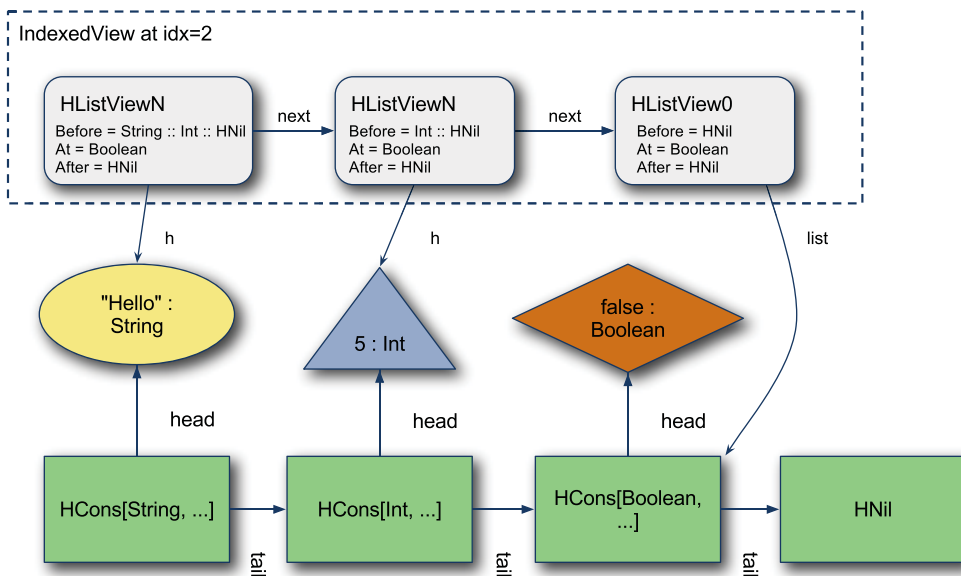 IndexedView at idx=2
HListViewN
Before = String :: Int :: HNil
At = Boolean
After = HNil
next
HListViewN
Before = Int :: HNil
At = Boolean
After = HNil
next
HListView0
Before = HNil
At = Boolean
After = HNil
h
h
list
"Hello" :
String
5 : Int
false :
Boolean
head
head
head
HCons[String, ...]
HCons[Int, ...]
HCons[Boolean,
...]
HNil
tail
tail
tail